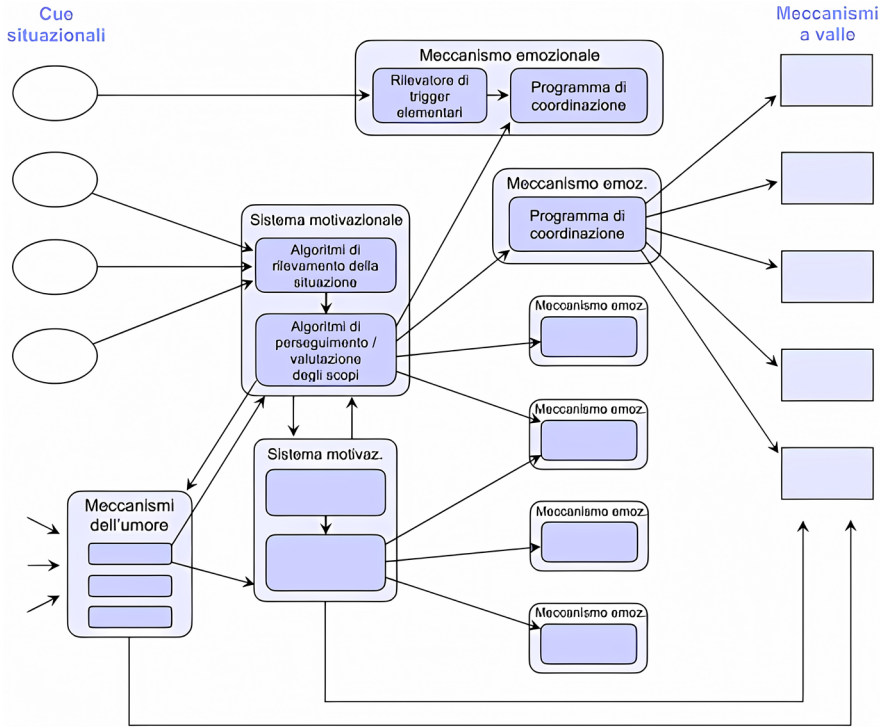 Cue
situazionali
Meccanismi
a valle
Meccanismo emozionale
Rilevatore di
trigger
elementari
Programma di
coordinazione
Meccanismo emoz.
Programma di
coordinazione
Sistema motivazionale
Algoritmi di
rilevamento della
situazione
Algoritmi di
perseguimento /
valutazione
degli scopi
Meccanismo emoz.
Meccanismo emoz.
Sistema motivaz.
Meccanismi
dell'umore
Meccanismo emoz.
Meccanismo emoz.